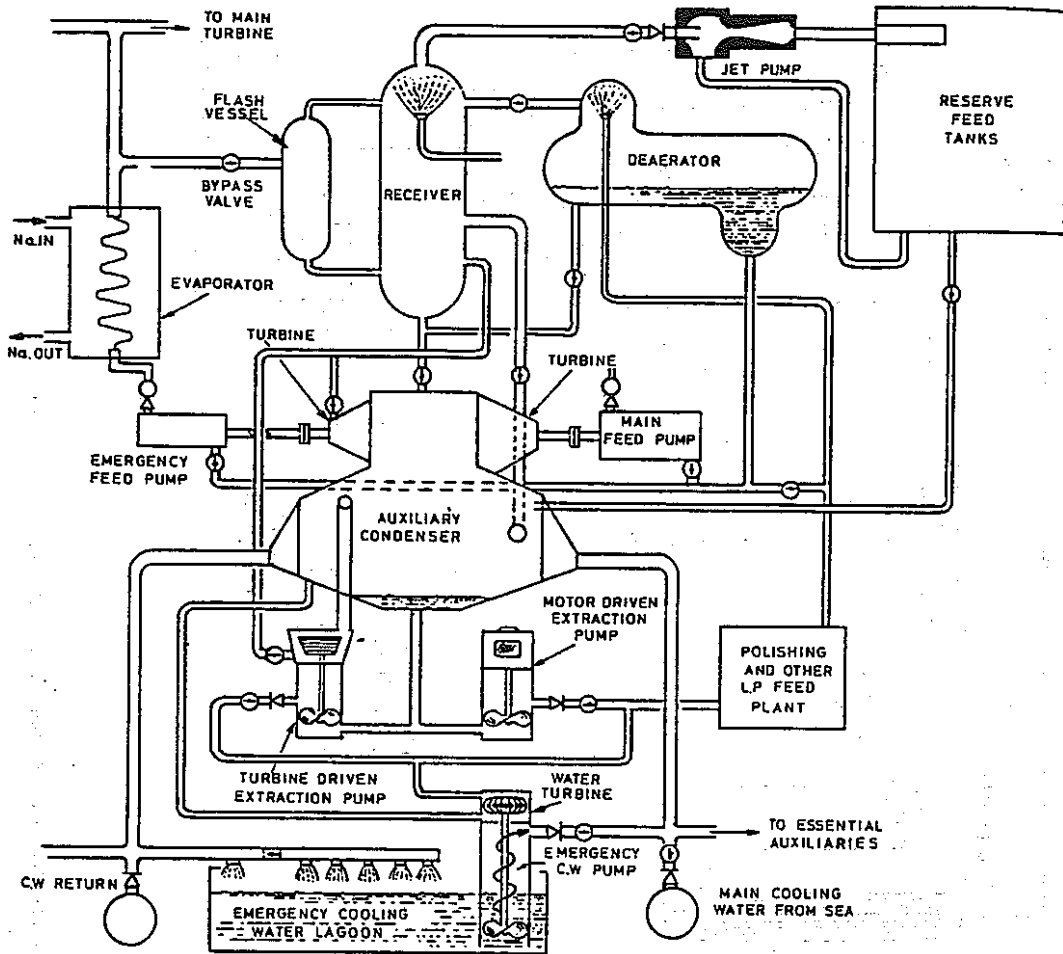 TO MAIN
TURBINE
JET PUMP
FLASH
VESSEL
RESERVE
FEED
TANKS
DEAERATOR
BYPASS
VALVE
RECEIVER
Na IN
EVAPORATOR
Na. OUT
TURBINE
TURBINE
MAIN
FEED PUMP
EMERGENCY
FEED PUMP
AUXILIARY
CONDENSER
MOTOR DRIVEN
EXTRACTION
PUMP
POLISHING
AND OTHER
L.P FEED
PLANT
TURBINE DRIVEN
EXTRACTION PUMP
WATER
TURBINE
TO ESSENTIAL
AUXILIARIES
EMERGENCY
C.W PUMP
C.W RETURN
MAIN COOLING
WATER FROM SEA
EMERGENCY COOLING
WATER LAGOON